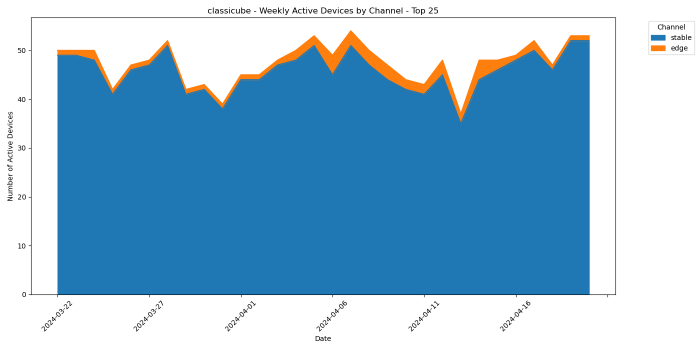 classicube - Weekly Active Devices by Channel - Top 25
Channel
stable
edge
Number of Active Devices
50
40
30
20
10
0
2024-03-22
2024-03-27
2024-04-01
2024-04-06
2024-04-11
2024-04-16
Date